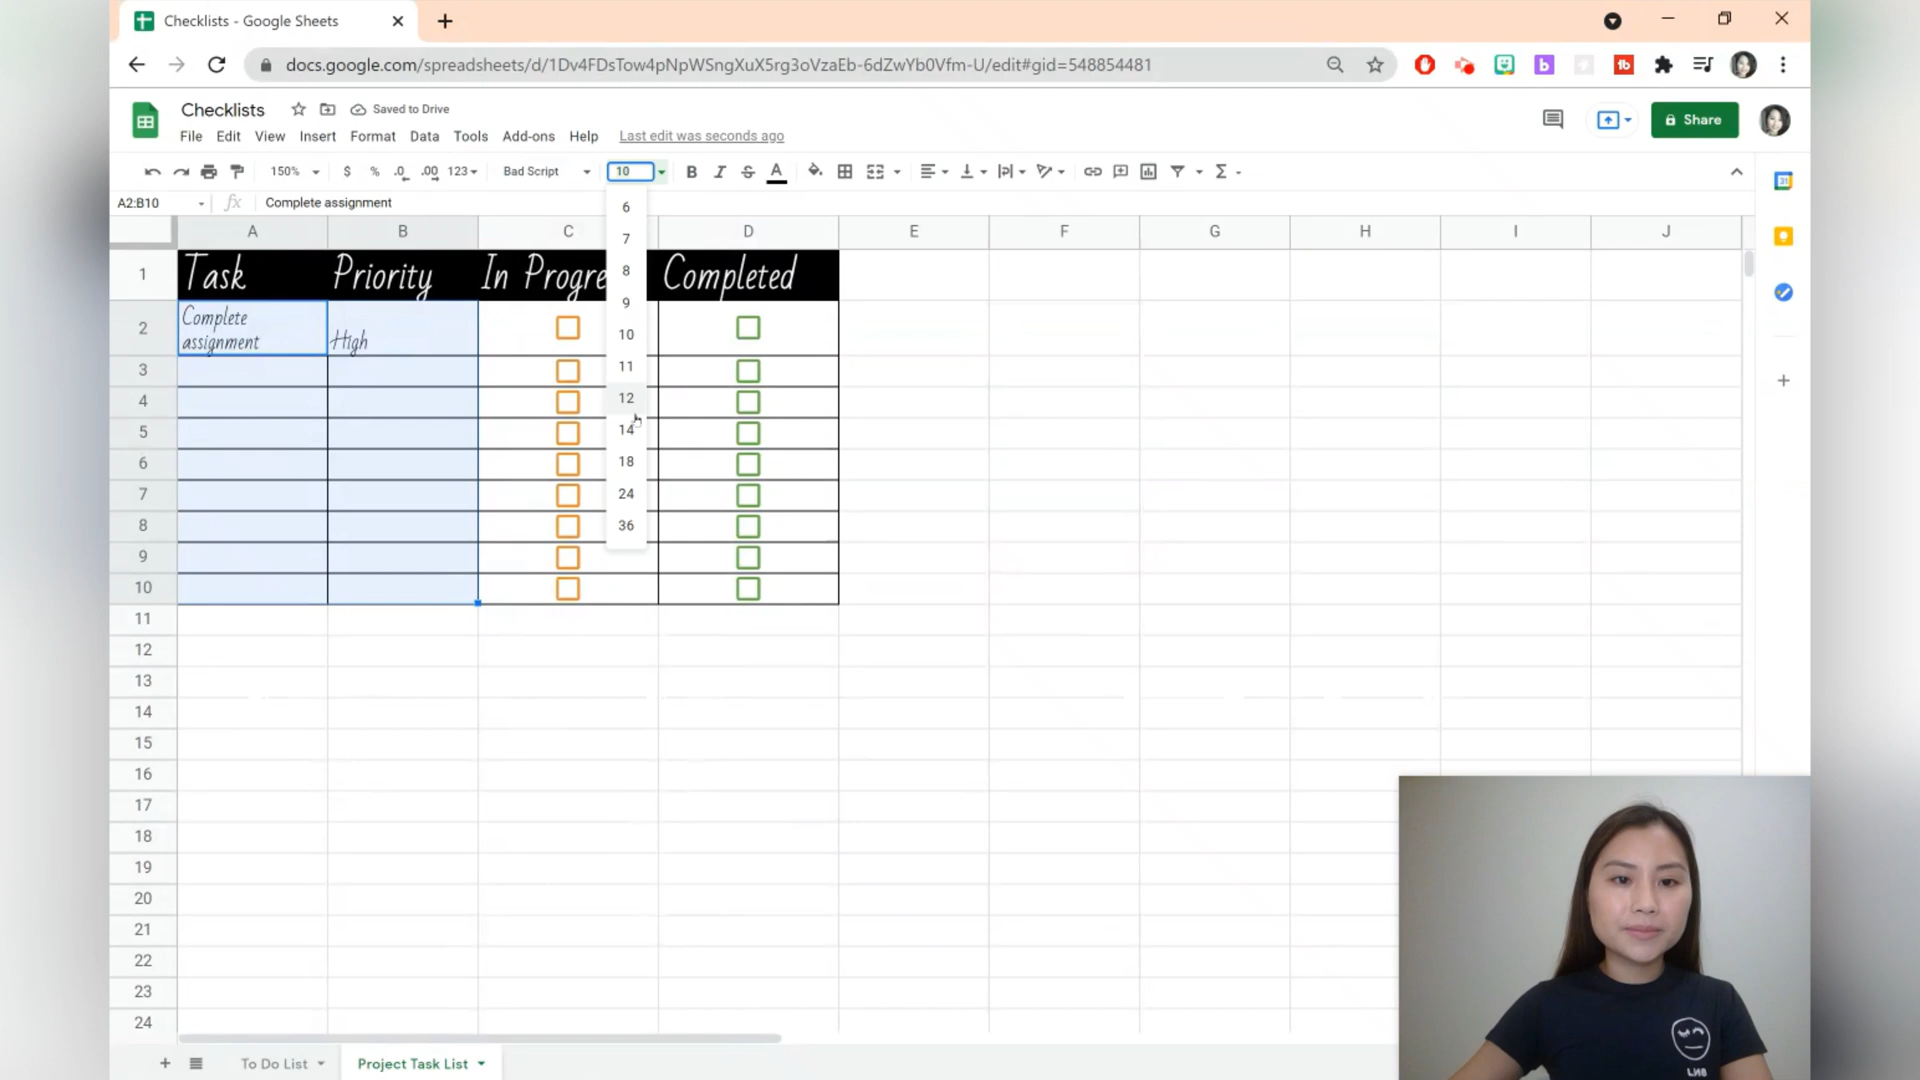 Checklists - Google Sheets
docs.google.com/spreadsheets/d/1Dv4FDsTow4pNpWSngXuX5rg3oVzaEb-6dZwYb0Vfm-U/edit#gid=548854481
Checklists
Saved to Drive
File Edit View Insert Format Data Tools Add-ons Help Last edit was seconds ago
Share
150% $ % .0 .00 123 Bad Script 10 B I S A
A2:B10 fx Complete assignment
A B C D E F G H I J
1 Task Priority In Progre Completed
2 Complete assignment High
3
4
5
6
7
8
9
10
11
12
13
14
15
16
17
18
19
20
21
22
23
24
6
7
8
9
10
11
12
14
18
24
36
To Do List Project Task List